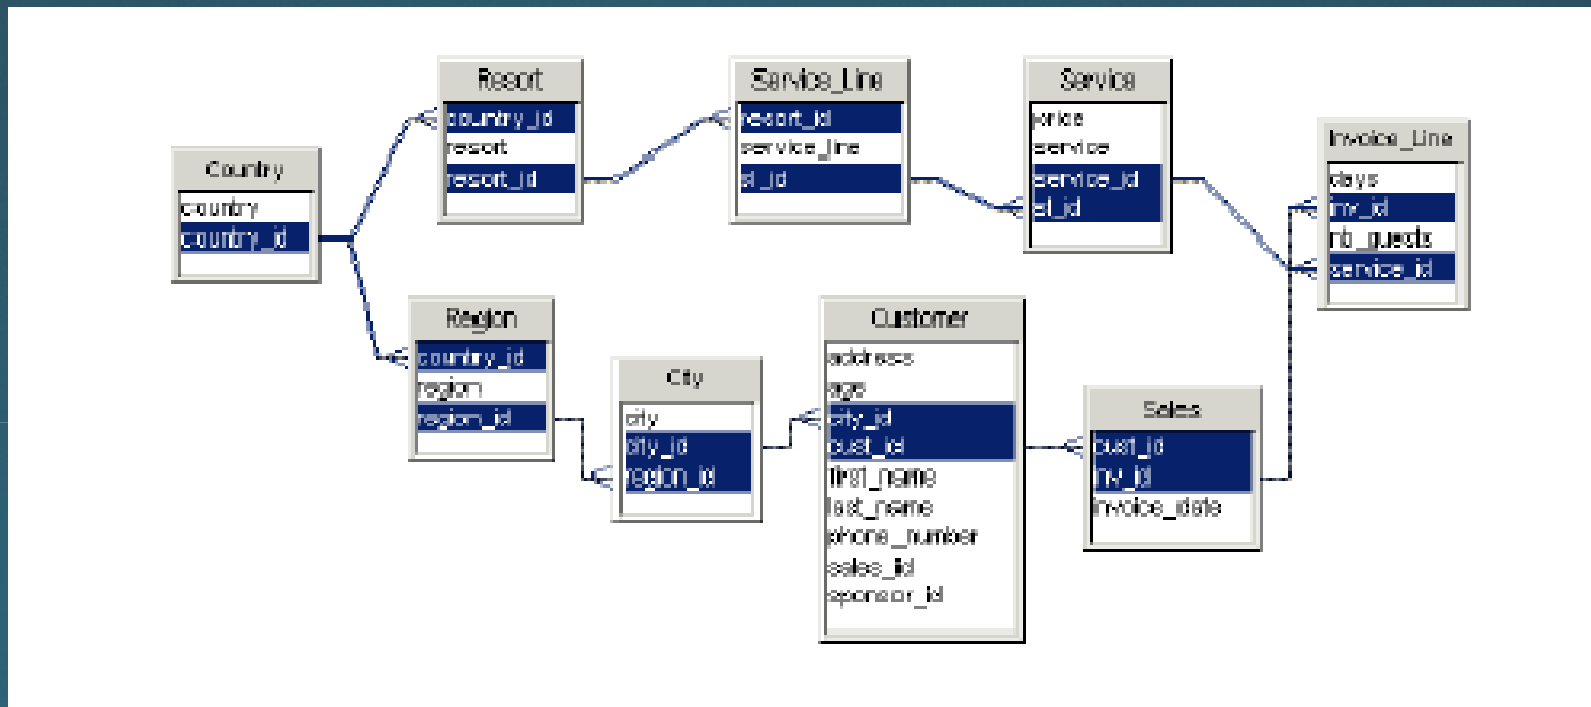 Resort
country_id
resort
resort_id
Service_Line
resort_id
service_line
sl_id
Service
price
service
service_id
sl_id
Invoice_Line
days
inv_id
nb_guests
service_id
Country
country
country_id
Region
country_id
region
region_id
City
city
city_id
region_id
Customer
address
age
city_id
cust_id
first_name
last_name
phone_number
sales_id
sponsor_id
Sales
cust_id
inv_id
invoice_date